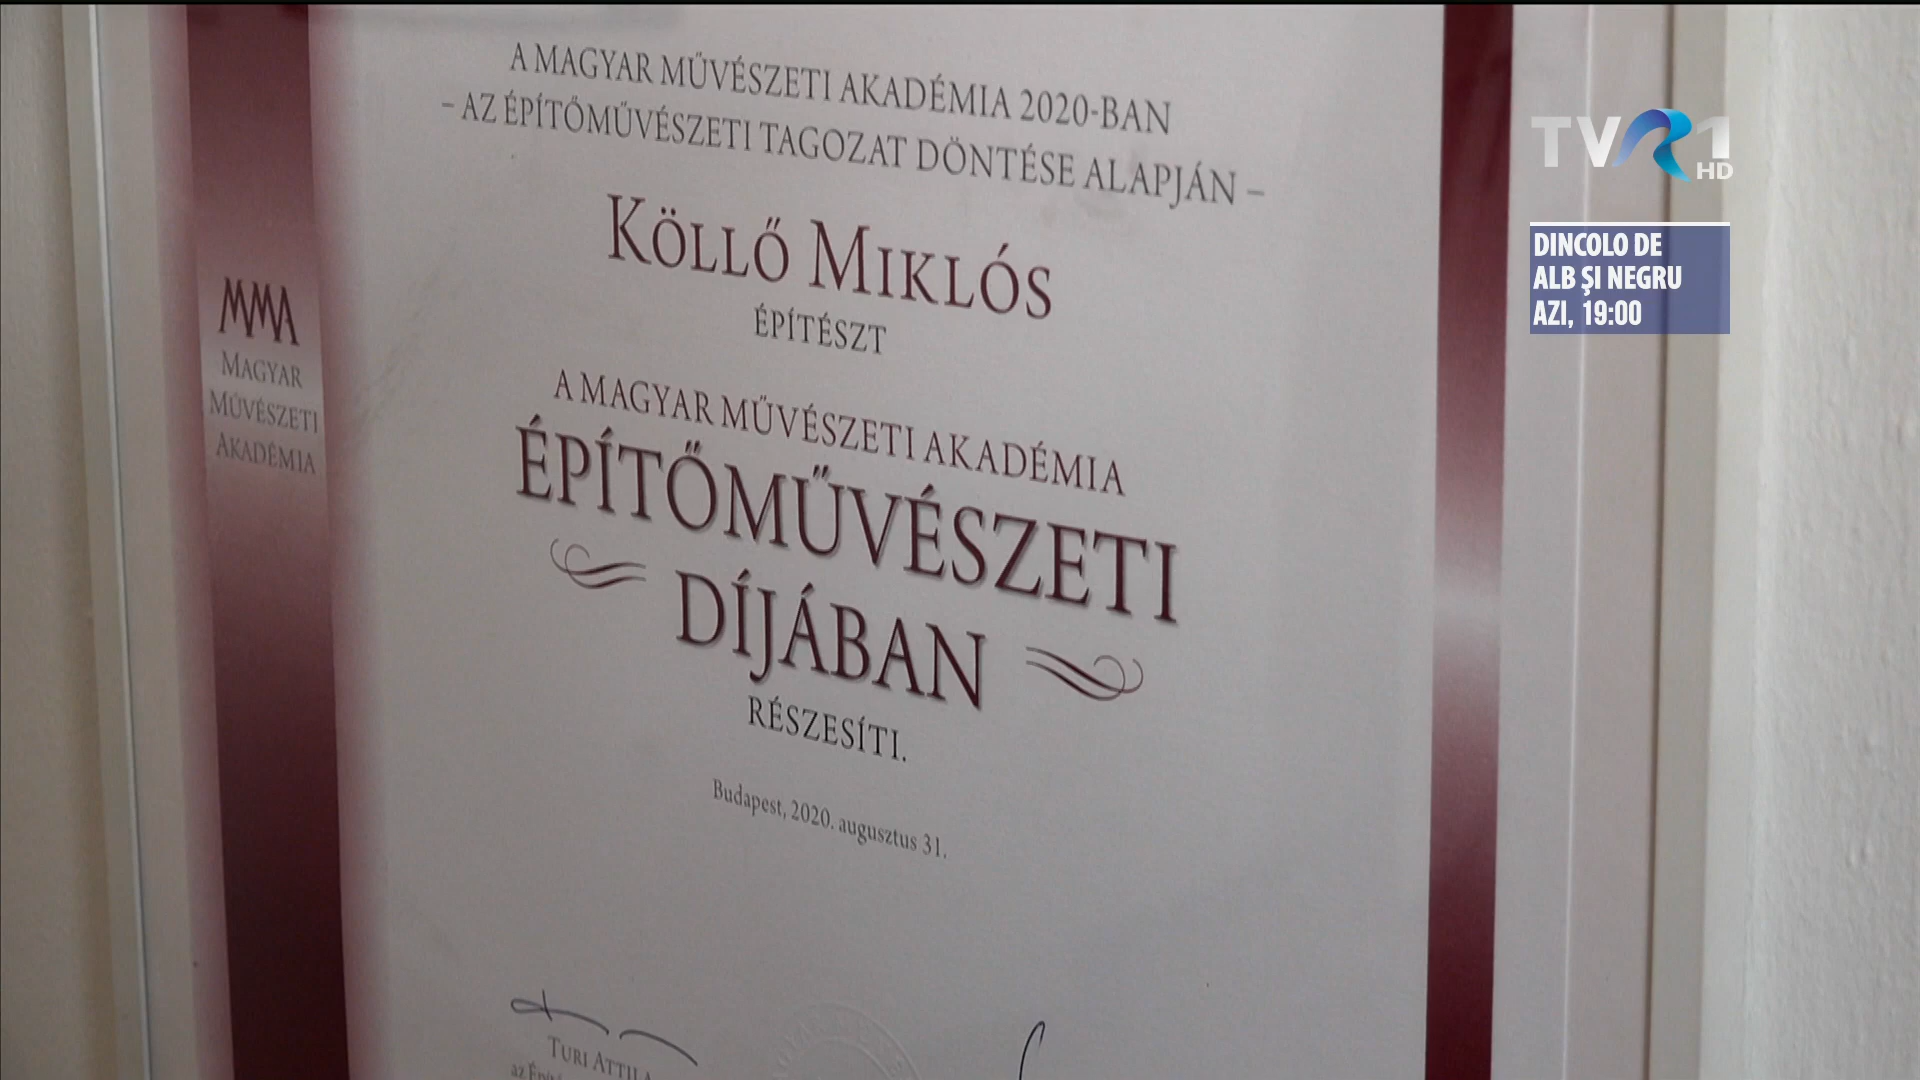 A MAGYAR MŰVÉSZETI AKADÉMIA 2020-BAN
– AZ ÉPÍTŐMŰVÉSZETI TAGOZAT DÖNTÉSE ALAPJÁN –
KÖLLŐ MIKLÓS
ÉPÍTÉSZT
A MAGYAR MŰVÉSZETI AKADÉMIA
ÉPÍTŐMŰVÉSZETI
DÍJÁBAN
RÉSZESÍTI.
Budapest, 2020. augusztus 31.
TURI ATTILA
az
MMA
MAGYAR
MŰVÉSZETI
AKADÉMIA
TVR1
HD
DINCOLO DE
ALB ŞI NEGRU
AZI, 19:00